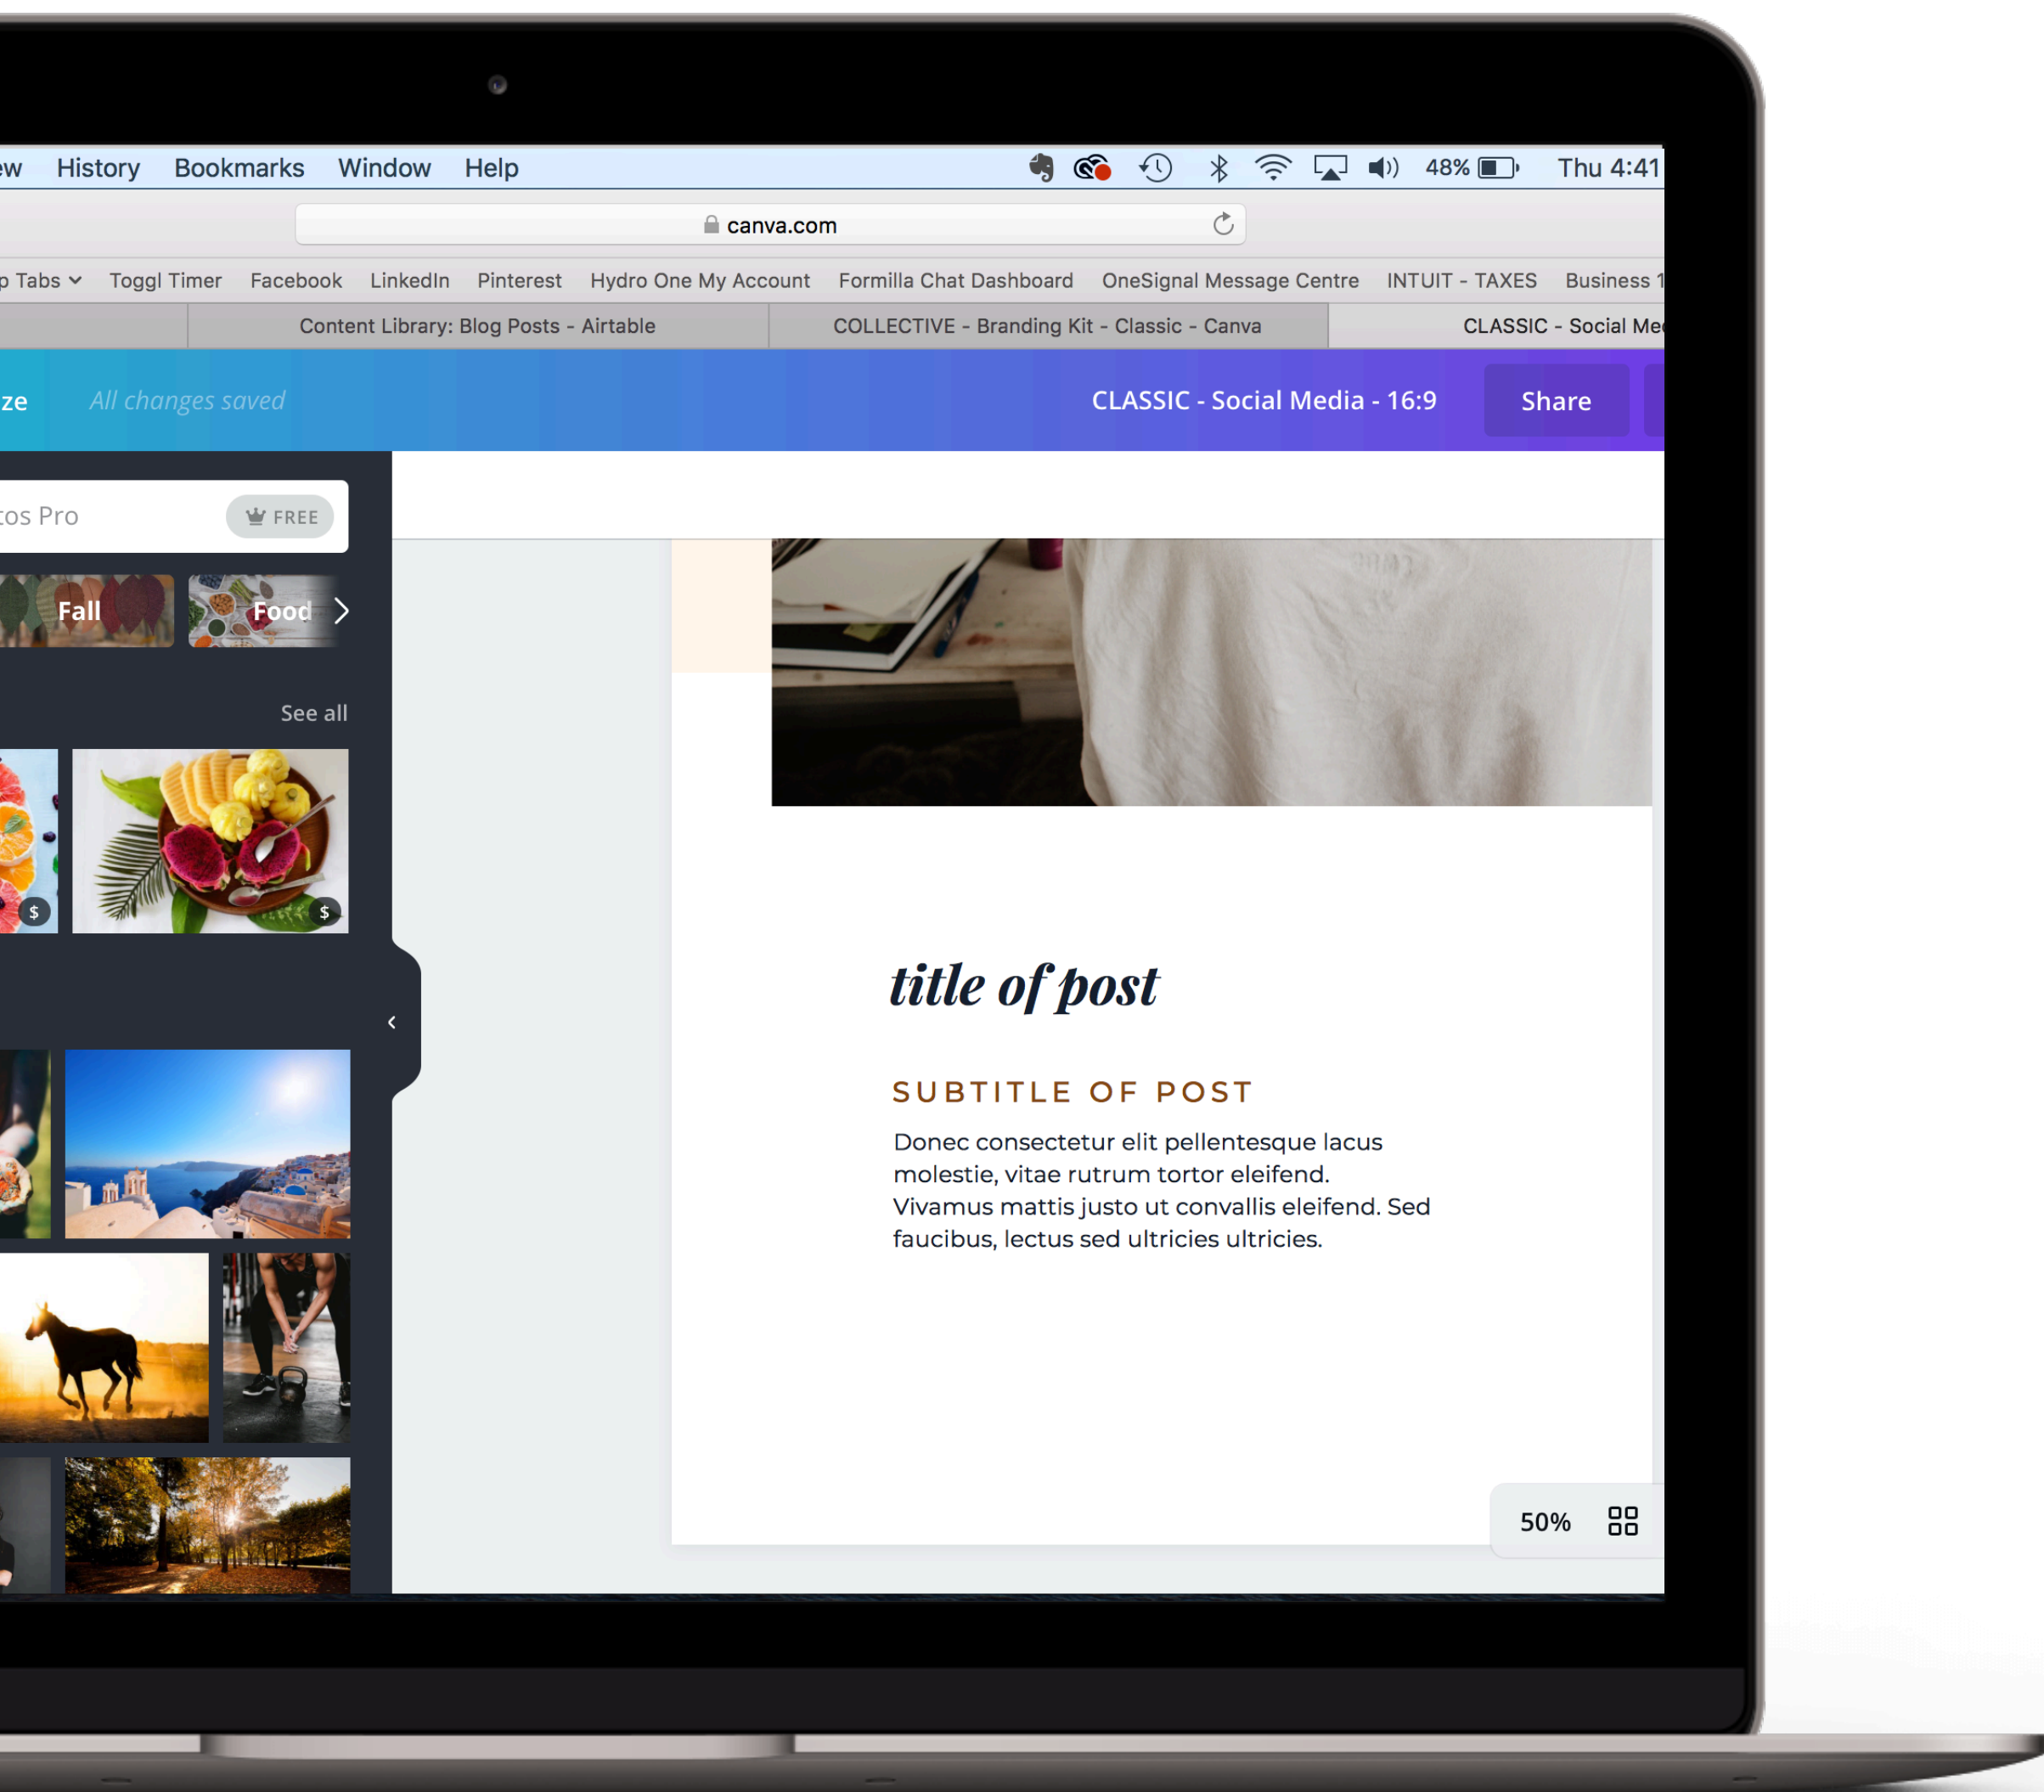 History Bookmarks Window Help 48% Thu 4:41
canva.com
Tabs Toggl Timer Facebook LinkedIn Pinterest Hydro One My Account Formilla Chat Dashboard OneSignal Message Centre INTUIT - TAXES Business
Content Library: Blog Posts - Airtable COLLECTIVE - Branding Kit - Classic - Canva CLASSIC - Social
All changes saved CLASSIC - Social Media - 16:9 Share
Pro FREE
Fall Food
See all
$ $
title of post
SUBTITLE OF POST
Donec consectetur elit pellentesque lacus
molestie, vitae rutrum tortor eleifend.
Vivamus mattis justo ut convallis eleifend. Sed
faucibus, lectus sed ultricies ultricies.
50%